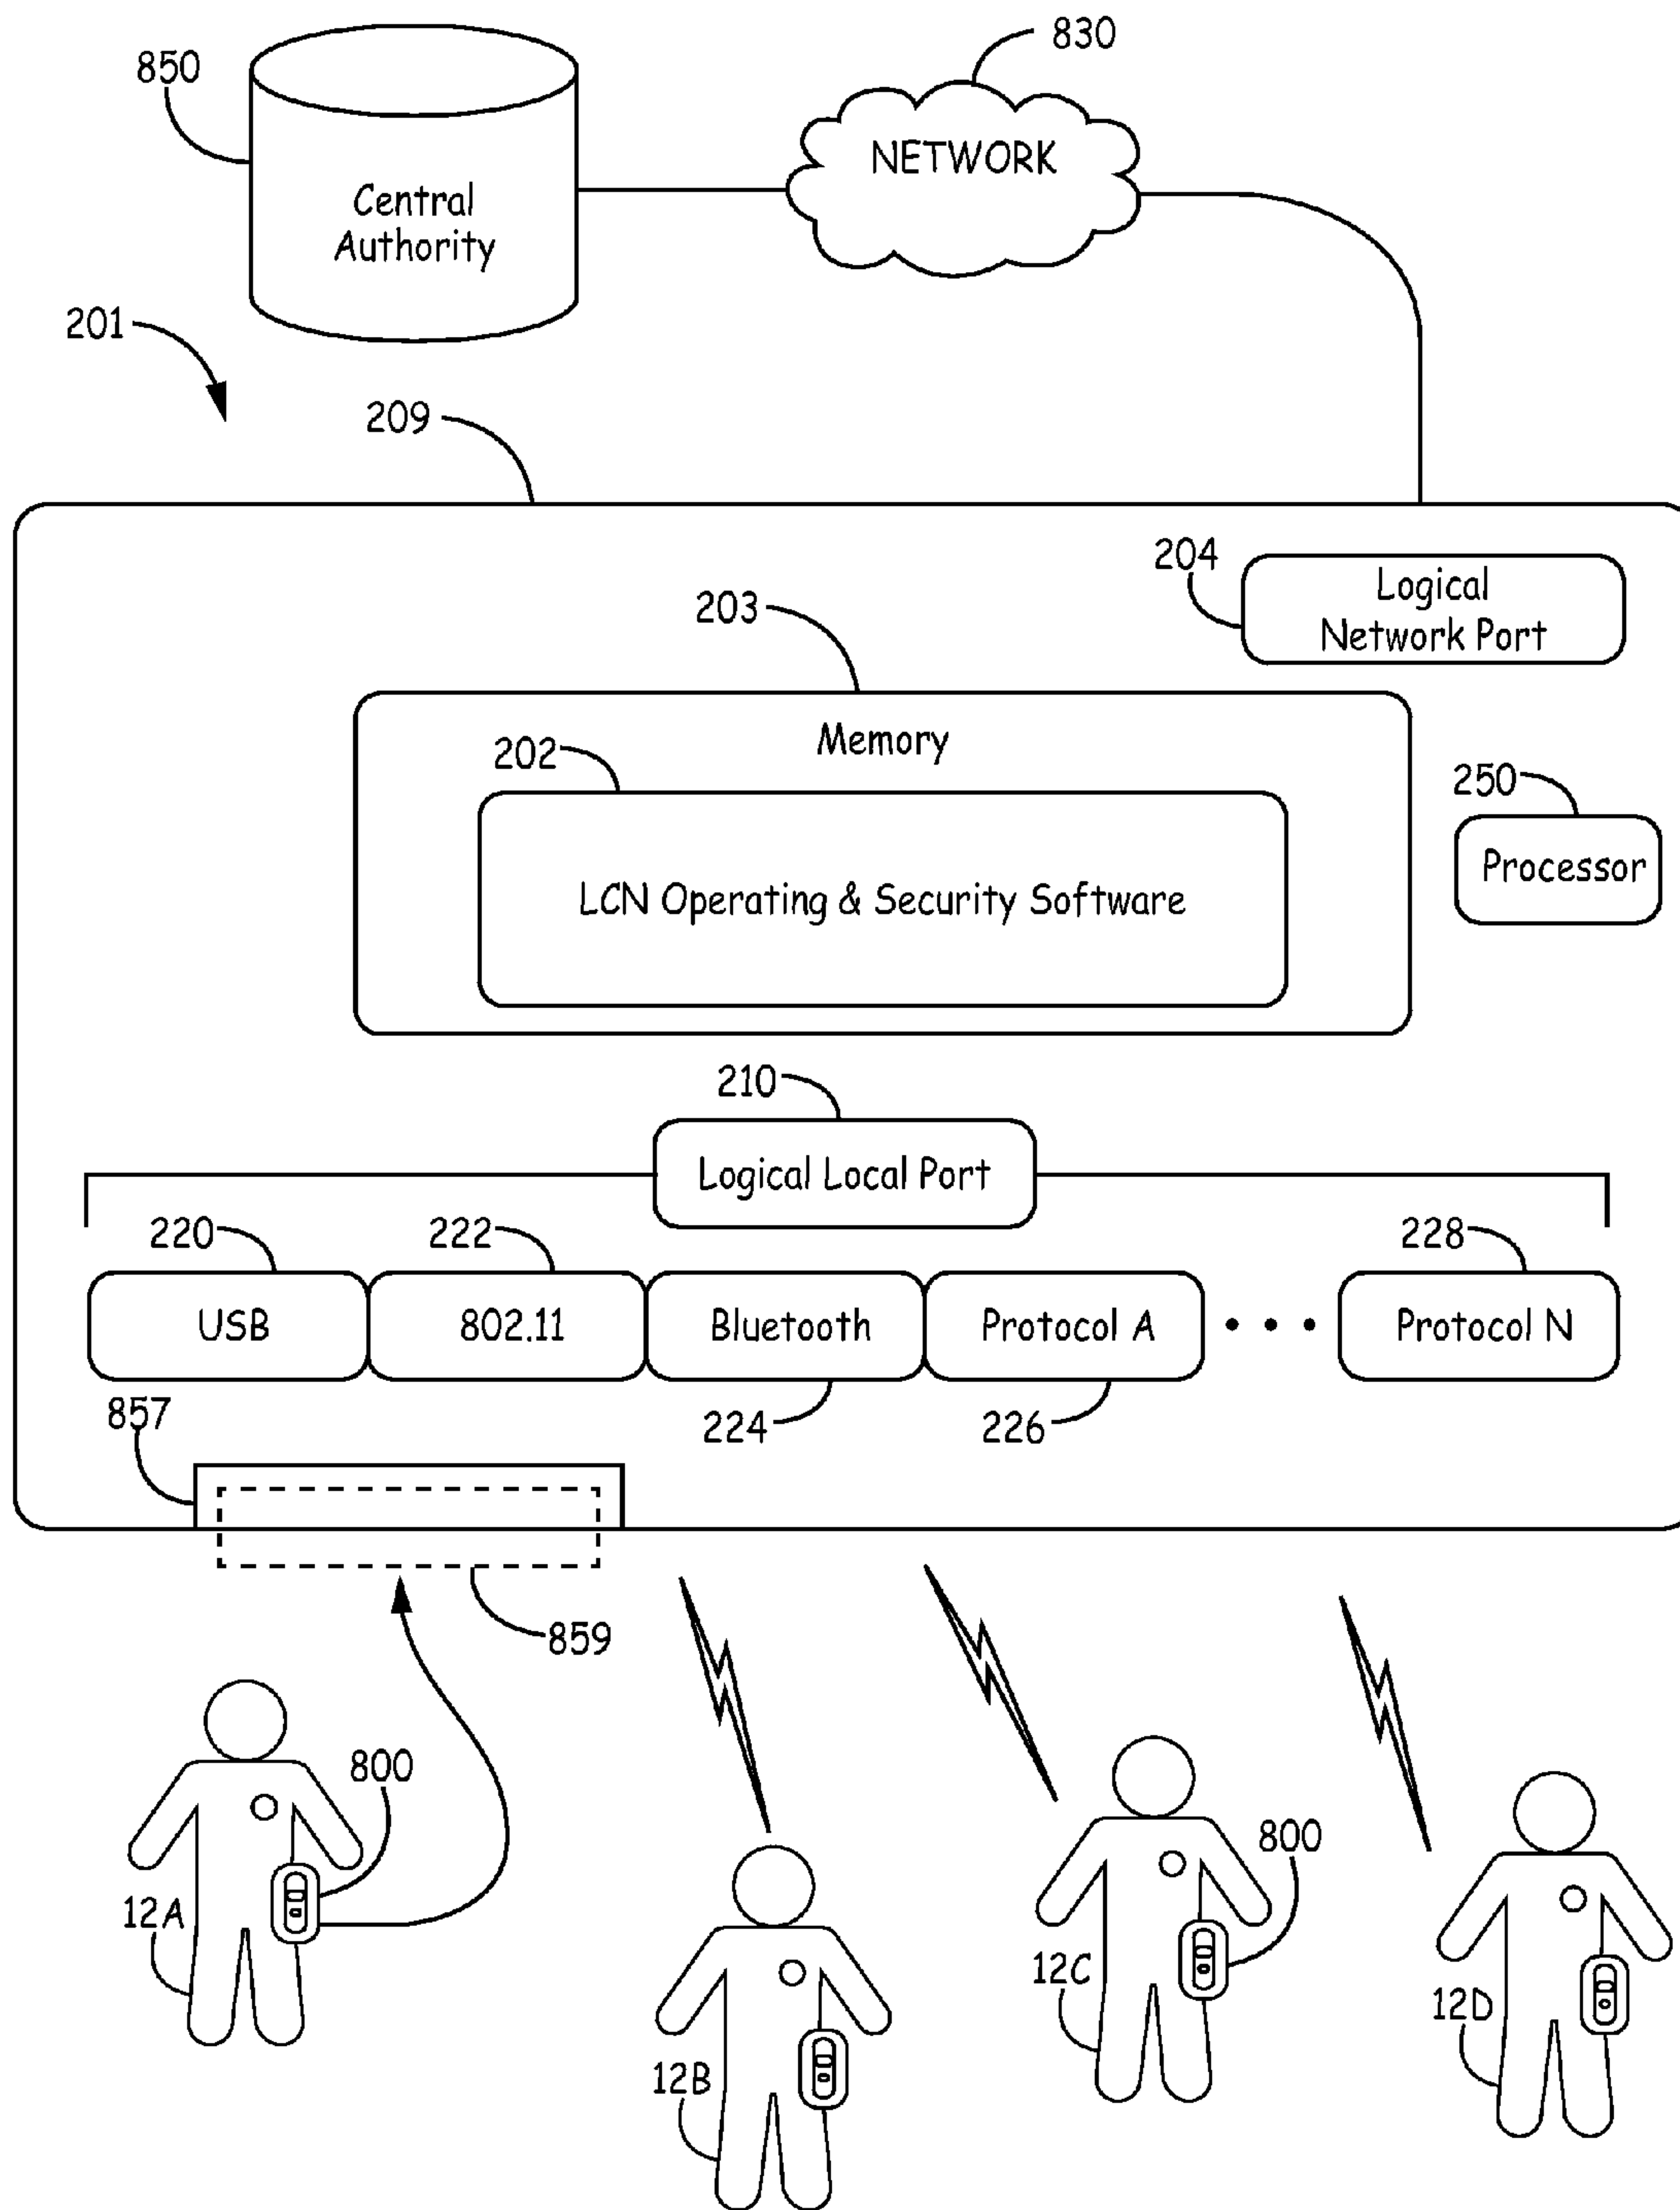 830
850
NETWORK
Central
Authority
201
209
204
Logical
Network Port
203
Memory
202
250
Processor
LCN Operating & Security Software
210
Logical Local Port
220
222
228
USB
802.11
Bluetooth
Protocol A
• • •
Protocol N
857
224
226
859
800
800
12A
12C
12D
12B